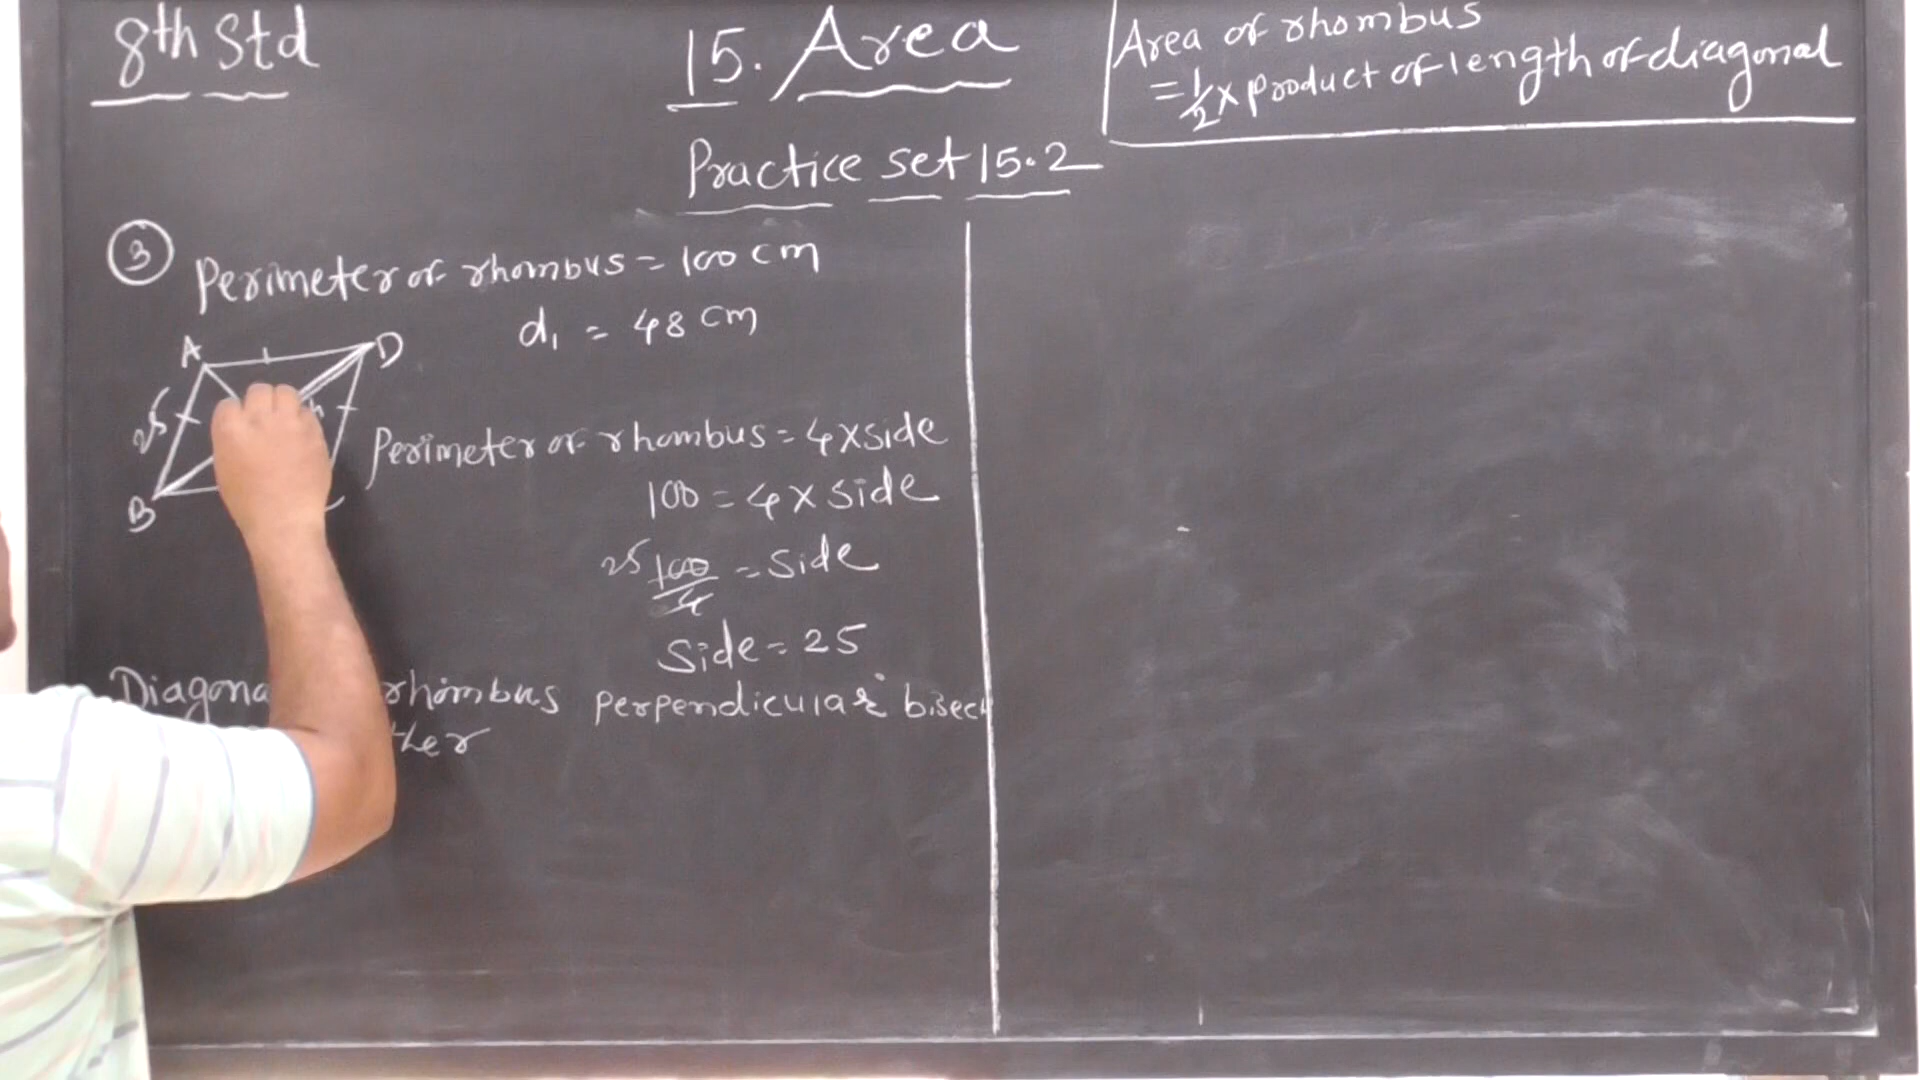 8th Std
15. Area
Area of rhombus
= 1/2 x product of length of diagonal
Practice set 15.2
3 Perimeter of rhombus = 100 cm
d1 = 48 cm
A
D
25
B
Perimeter of rhombus = 4 x side
100 = 4 x side
25 100/4 = side
Side = 25
rhombus perpendicular bisect